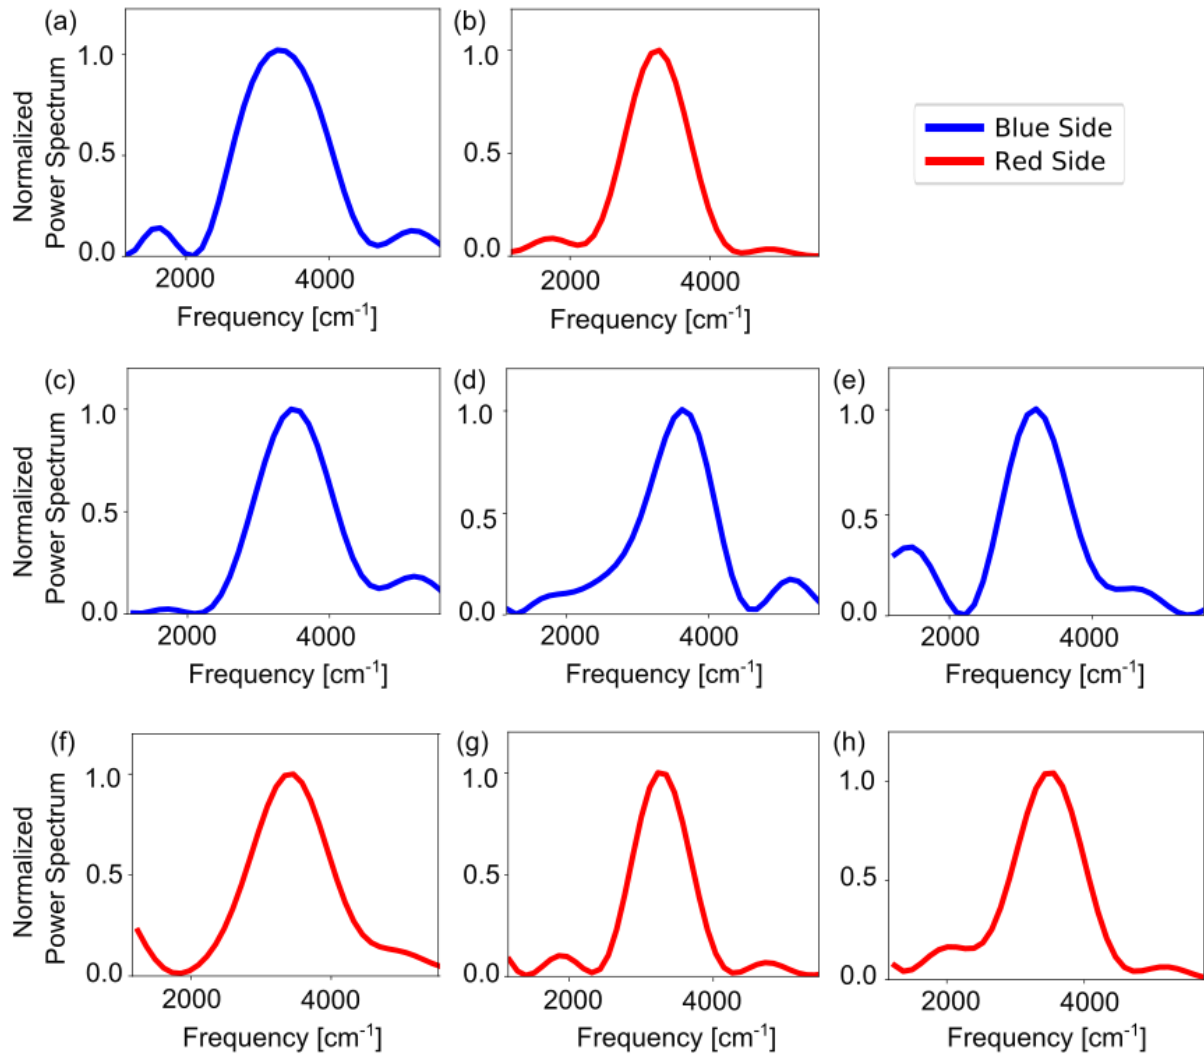 (a)
Normalized
Power Spectrum
1.0
0.5
0.0
2000 4000
Frequency [cm-1]
(b)
1.0
0.5
0.0
2000 4000
Frequency [cm-1]
Blue Side
Red Side
(c)
Normalized
Power Spectrum
1.0
0.5
0.0
2000 4000
Frequency [cm-1]
(d)
1.0
0.5
0.0
2000 4000
Frequency [cm-1]
(e)
1.0
0.5
0.0
2000 4000
Frequency [cm-1]
(f)
Normalized
Power Spectrum
1.0
0.5
0.0
2000 4000
Frequency [cm-1]
(g)
1.0
0.5
0.0
2000 4000
Frequency [cm-1]
(h)
1.0
0.5
0.0
2000 4000
Frequency [cm-1]